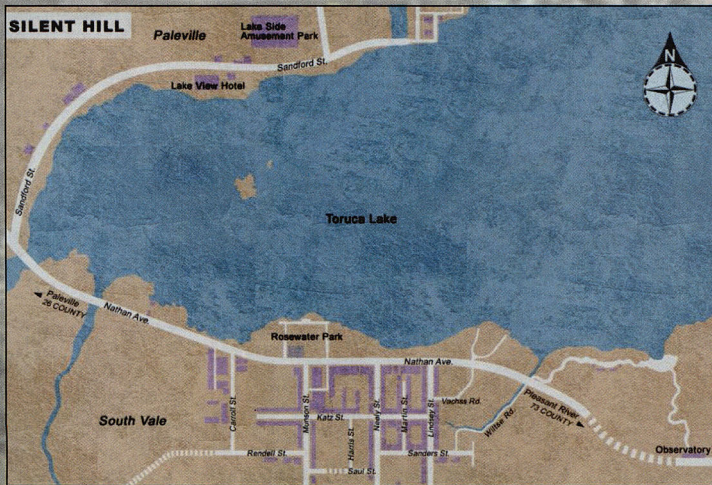 SILENT HILL
Paleville
Lake Side
Amusement Park
N
Sandford St.
Lake View Hotel
Sandford St.
Toruca Lake
Paleville
26 COUNTY
Nathan Ave.
Rosewater Park
Nathan Ave.
Pleasant River
73 COUNTY
South Vale
Carroll St.
Munson St.
Katz St.
Neely St.
Martin St.
Lindsey St.
Vachss Rd.
Wiltse Rd.
Harris St.
Rendell St.
Saul St.
Sanders St.
Observatory